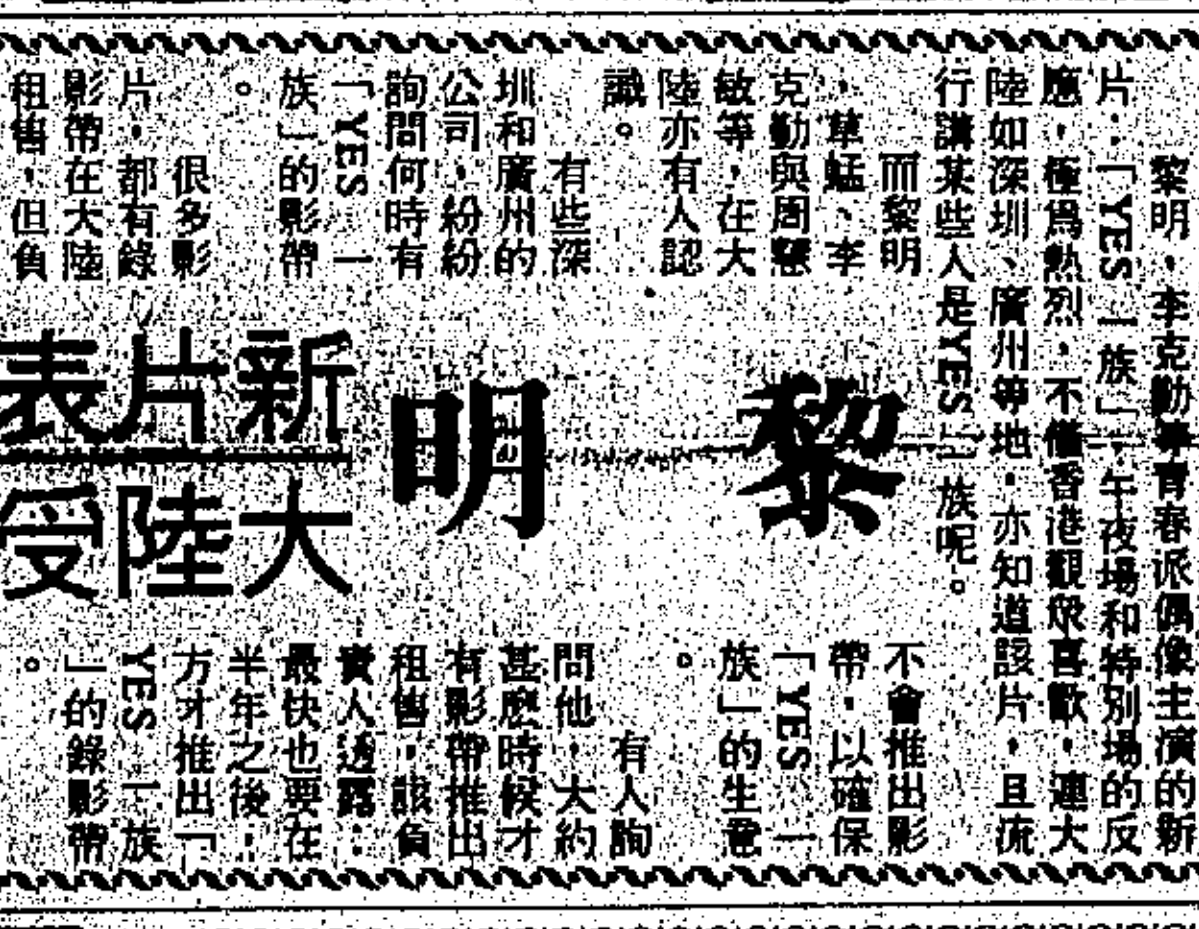 黎明
新片表
大陸受
黎明，李克勤等青春派偶像主演的新
片：「YES一族」，午夜場和特別場的反
應，極爲熱烈，不僅香港觀眾喜歡，連大
陸如深圳、廣州等地，亦知道該片，且流
行講某些人是YES一族呢。
而黎明
，草蜢、李
克勤與周慧
敏等，在大
陸亦有人認
識。
有些深
圳和廣州的
公司，紛紛
詢問何時有
「YES一
族」的影帶
。
很多影
片，都有錄
影帶在大陸
租售，但負
不會推出影
帶，以確保
「YES一
族」的生意
。
有人詢
問他，大約
甚麼時候才
有影帶推出
租售，該負
責人透露：
最快也要在
半年之後，
方才推出「
YES一族
」的錄影帶
。